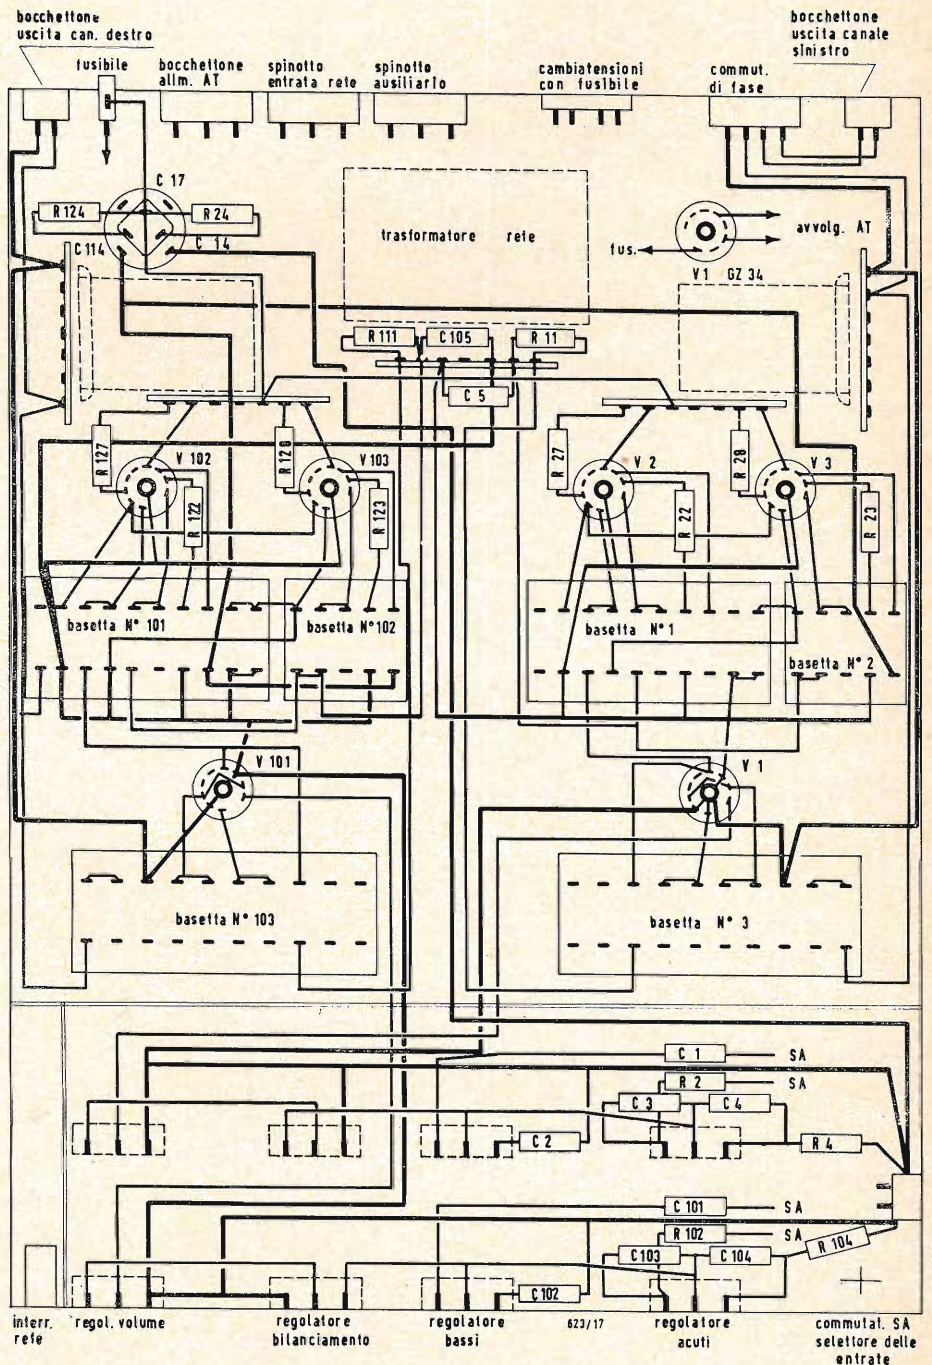 bocchettone
uscita can. destro
fusibile
bocchettone
alim. AT
spinotto
entrata rete
spinotto
ausiliario
cambiatensioni
con fusibile
commut.
di fase
bocchettone
uscita canale
sinistro
C 17
R 124
R 24
C 114
C 14
trasformatore rete
avvolg. AT
fus.
V 1 GZ 34
R 111
C 105
R 11
C 5
R 127
V 102
R 122
R 128
V 103
R 123
R 27
V 2
R 22
R 28
V 3
R 23
basetta N° 101
basetta N° 102
basetta N° 1
basetta N° 2
V 101
V 1
basetta N° 103
basetta N° 3
C 1
SA
R 2
SA
C 3
C 4
C 2
R 4
C 101
SA
R 102
SA
C 103
C 104
R 104
C 102
interr.
rete
regol. volume
regolatore
bilanciamento
regolatore
bassi
623/17
regolatore
acuti
commutat. SA
selettore delle
entrate